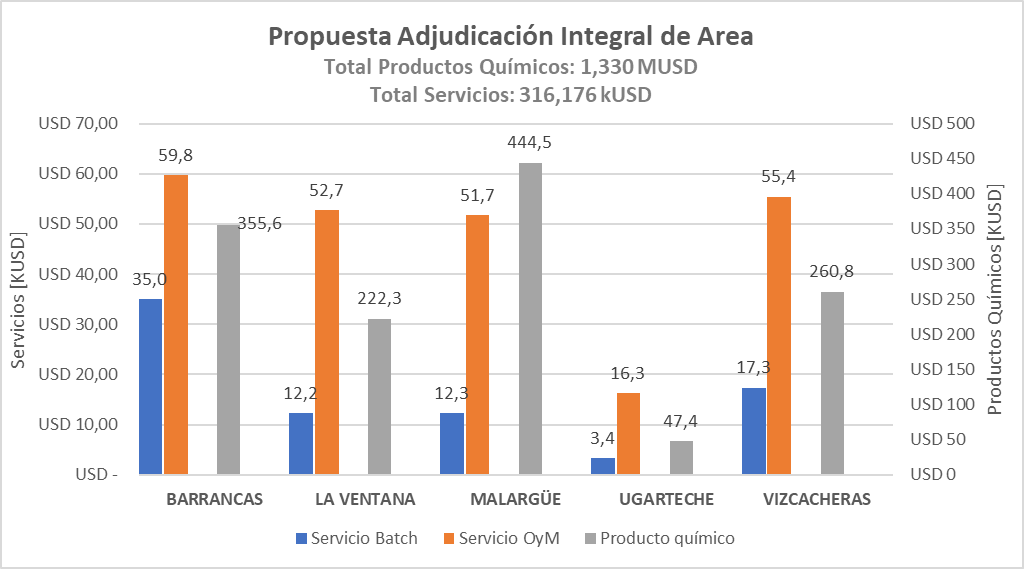 Propuesta Adjudicación Integral de Area
Total Productos Químicos: 1,330 MUSD
Total Servicios: 316,176 kUSD
Servicios [KUSD]
USD 70,00
USD 60,00
USD 50,00
USD 40,00
USD 30,00
USD 20,00
USD 10,00
USD -
35,0
59,8
355,6
12,2
52,7
222,3
12,3
51,7
444,5
3,4
16,3
47,4
17,3
55,4
260,8
USD 500
USD 450
USD 400
USD 350
USD 300
USD 250
USD 200
USD 150
USD 100
USD 50
USD 0
Productos Químicos [KUSD]
BARRANCAS
LA VENTANA
MALARGÜE
UGARTECHE
VIZCACHERAS
Servicio Batch
Servicio OyM
Producto químico